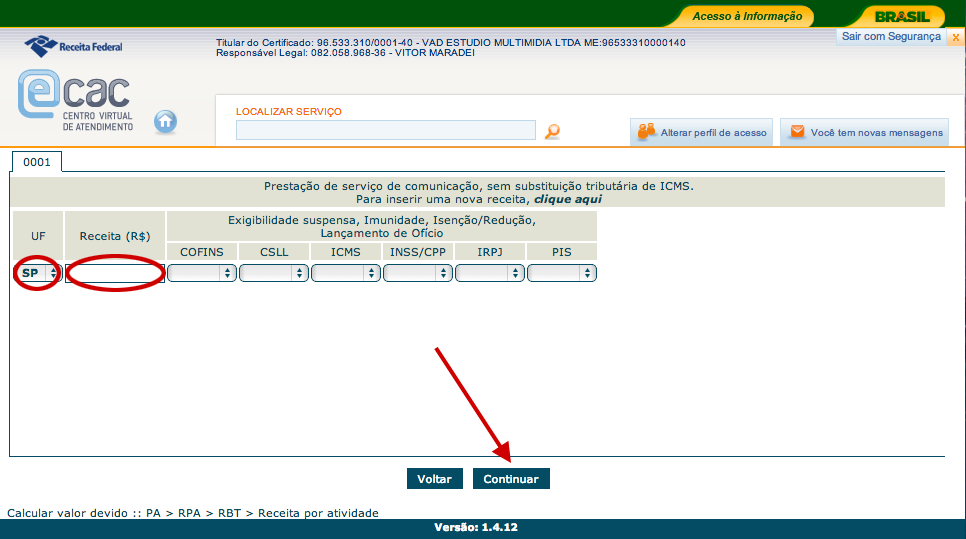 Acesso à Informação
BRASIL
Receita Federal
Titular do Certificado: 96.533.310/0001-40 - VAD ESTUDIO MULTIMIDIA LTDA ME:96533310000140
Responsável Legal: 082.058.968-36 - VITOR MARADEI
Sair com Segurança x
ecac
CENTRO VIRTUAL
DE ATENDIMENTO
LOCALIZAR SERVIÇO
Alterar perfil de acesso
Você tem novas mensagens
0001
Prestação de serviço de comunicação, sem substituição tributária de ICMS.
Para inserir uma nova receita, clique aqui
UF
Receita (R$)
Exigibilidade suspensa, Imunidade, Isenção/Redução,
Lançamento de Ofício
COFINS CSLL ICMS INSS/CPP IRPJ PIS
SP
Voltar
Continuar
Calcular valor devido :: PA > RPA > RBT > Receita por atividade
Versão: 1.4.12